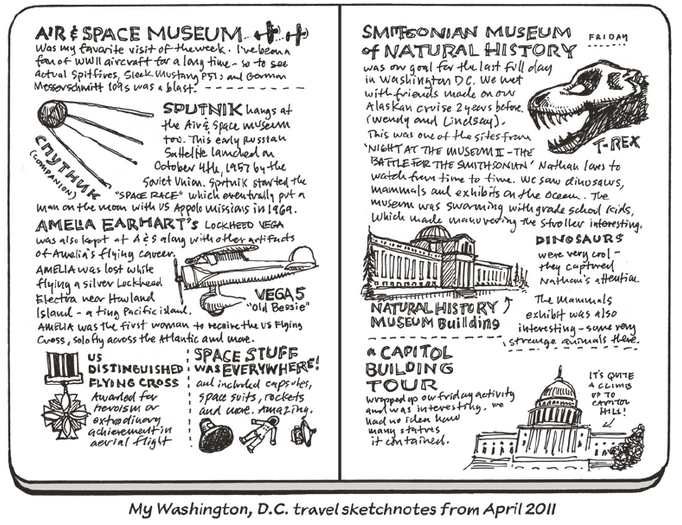 AIR & SPACE MUSEUM
Was my favorite visit of the week. I've been a
fan of WWII aircraft for a long time - so to see
actual Spitfires, Sleek Mustang P51s and German
Messerschmitt 109s was a blast.
SPUTNIK hangs at
the Air & Space museum
too. This early Russian
Satellite launched on
October 4th, 1957 by the
Soviet Union. Sputnik started the
"SPACE RACE" which eventually put a
man on the moon with US Appolo missions in 1969.
СПУТНИК
(COMPANION)
AMELIA EARHART's LOCKHEED VEGA
was also kept at A & S along with other artifacts
of Amelia's flying career.
AMELIA was lost while
flying a silver Lockheed
Electra near Howland
Island - a tiny Pacific island.
VEGA 5
"Old Bessie"
AMELIA was the first woman to receive the US Flying
Cross, solo fly across the Atlantic and more.
US
DISTINGUISHED
FLYING CROSS
Awarded for
heroism or
extraordinary
achievement in
aerial flight
SPACE STUFF
WAS EVERYWHERE!
and included capsules,
space suits, rockets
and more. Amazing.
SMITHSONIAN MUSEUM
of NATURAL HISTORY
FRIDAY
was our goal for the last full day
in Washington D.C. We met
with friends made on our
Alaskan cruise 2 years before.
(Wendy and Lindsay).
This was one of the sites from
'NIGHT AT THE MUSEUM II - THE
BATTLE FOR THE SMITHSONIAN' Nathan loves to
watch from time to time. We saw dinosaurs,
mammals and exhibits on the ocean. The
museum was swarming with grade school kids,
which made manuvering the stroller interesting.
T-REX
DINOSAURS
were very cool -
they captured
Nathan's attention.
The mammals
exhibit was also
interesting - some very
strange animals there.
NATURAL HISTORY
MUSEUM Building
a CAPITOL
BUILDING
TOUR
wrapped up our friday activity
and was interesting. We
had no idea how
many statues
it contained.
IT'S QUITE
A CLIMB
UP TO
CAPITOL
HILL!
My Washington, D.C. travel sketchnotes from April 2011